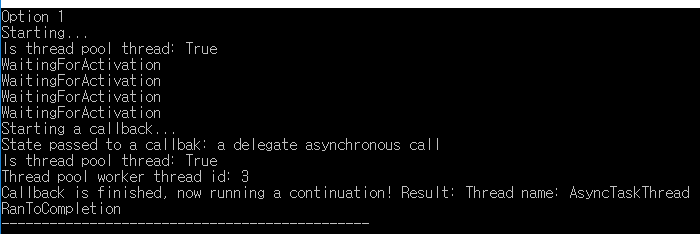 Option 1
Starting...
Is thread pool thread: True
WaitingForActivation
WaitingForActivation
WaitingForActivation
WaitingForActivation
Starting a callback...
State passed to a callbak: a delegate asynchronous call
Is thread pool thread: True
Thread pool worker thread id: 3
Callback is finished, now running a continuation! Result: Thread name: AsyncTaskThread
RanToCompletion
----------------------------------------------